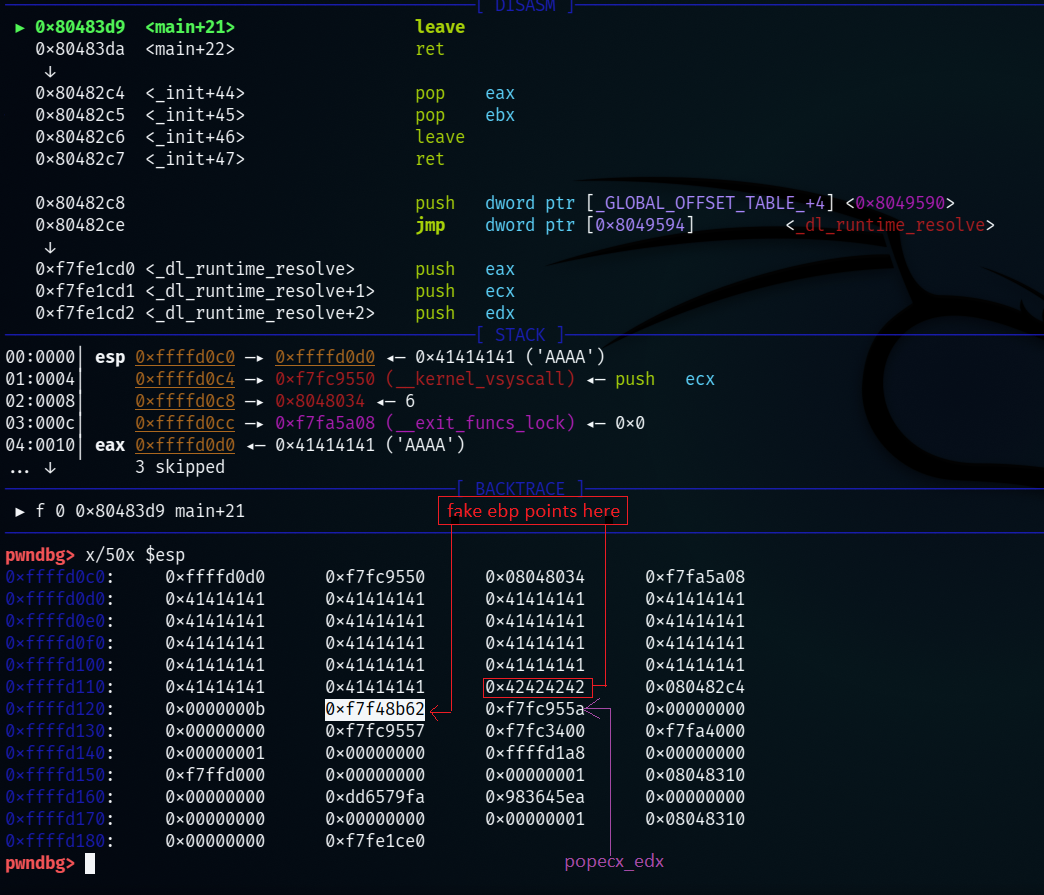 [ DISASM ]
► 0×80483d9 <main+21> leave
0×80483da <main+22> ret
↓
0×80482c4 <_init+44> pop eax
0×80482c5 <_init+45> pop ebx
0×80482c6 <_init+46> leave
0×80482c7 <_init+47> ret
0×80482c8 push dword ptr [_GLOBAL_OFFSET_TABLE_+4] <0×8049590>
0×80482ce jmp dword ptr [0×8049594] <_dl_runtime_resolve>
↓
0×f7fe1cd0 <_dl_runtime_resolve> push eax
0×f7fe1cd1 <_dl_runtime_resolve+1> push ecx
0×f7fe1cd2 <_dl_runtime_resolve+2> push edx
[ STACK ]
00:0000│ esp 0×ffffd0c0 —▸ 0×ffffd0d0 ◂— 0×41414141 ('AAAA')
01:0004│ 0×ffffd0c4 —▸ 0×f7fc9550 (__kernel_vsyscall) ◂— push ecx
02:0008│ 0×ffffd0c8 —▸ 0×8048034 ◂— 6
03:000c│ 0×ffffd0cc —▸ 0×f7fa5a08 (__exit_funcs_lock) ◂— 0×0
04:0010│ eax 0×ffffd0d0 ◂— 0×41414141 ('AAAA')
... ↓ 3 skipped
[ BACKTRACE ]
► f 0 0×80483d9 main+21
fake ebp points here
pwndbg> x/50x $esp
0×ffffd0c0: 0×ffffd0d0 0×f7fc9550 0×08048034 0×f7fa5a08
0×ffffd0d0: 0×41414141 0×41414141 0×41414141 0×41414141
0×ffffd0e0: 0×41414141 0×41414141 0×41414141 0×41414141
0×ffffd0f0: 0×41414141 0×41414141 0×41414141 0×41414141
0×ffffd100: 0×41414141 0×41414141 0×41414141 0×41414141
0×ffffd110: 0×41414141 0×41414141 0×42424242 0×080482c4
0×ffffd120: 0×0000000b 0×f7f48b62 0×f7fc955a 0×00000000
0×ffffd130: 0×00000000 0×f7fc9557 0×f7fc3400 0×f7fa4000
0×ffffd140: 0×00000001 0×00000000 0×ffffd1a8 0×00000000
0×ffffd150: 0×f7ffd000 0×00000000 0×00000001 0×08048310
0×ffffd160: 0×00000000 0×dd6579fa 0×983645ea 0×00000000
0×ffffd170: 0×00000000 0×00000000 0×00000001 0×08048310
0×ffffd180: 0×00000000 0×f7fe1ce0
pwndbg>
popecx_edx